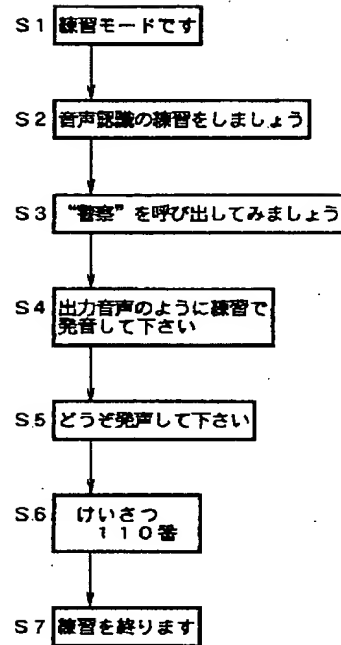 S1 練習モードです
S2 音声認識の練習をしましょう
S3 “警察”を呼び出してみましょう
S4 出力音声のように練習で
発音して下さい
S.5 どうぞ発声して下さい
S.6 けいさつ
110番
S7 練習を終ります